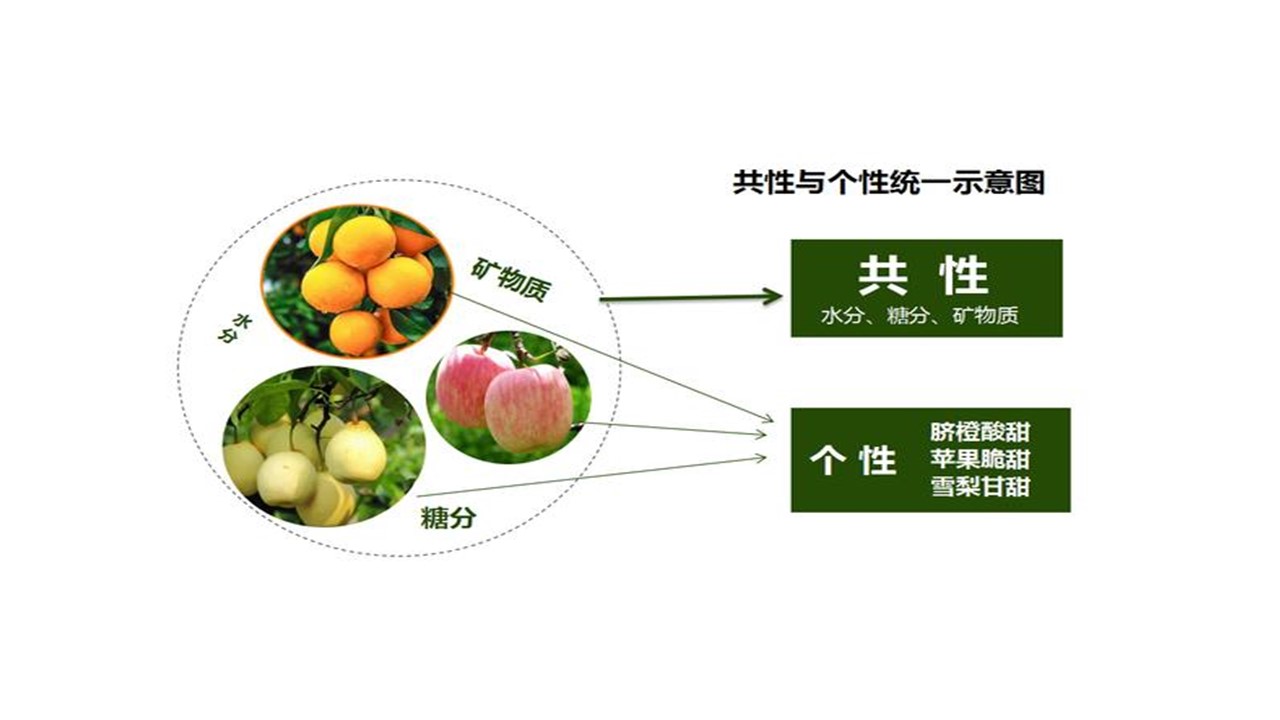 共性与个性统一示意图
矿物质
水分
糖分
共 性
水分、糖分、矿物质
个 性
脐橙酸甜
苹果脆甜
雪梨甘甜